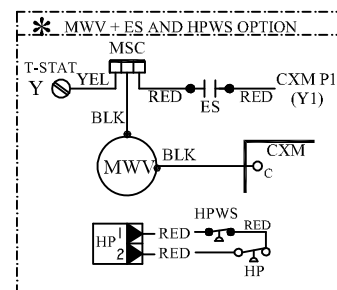 * MWV + ES AND HPWS OPTION
MSC
T-STAT
Y
YEL
RED
ES
RED
CXM P1
(Y1)
BLK
MWV
BLK
CXM
C
HP
1
2
RED
HPWS
RED
RED
HP